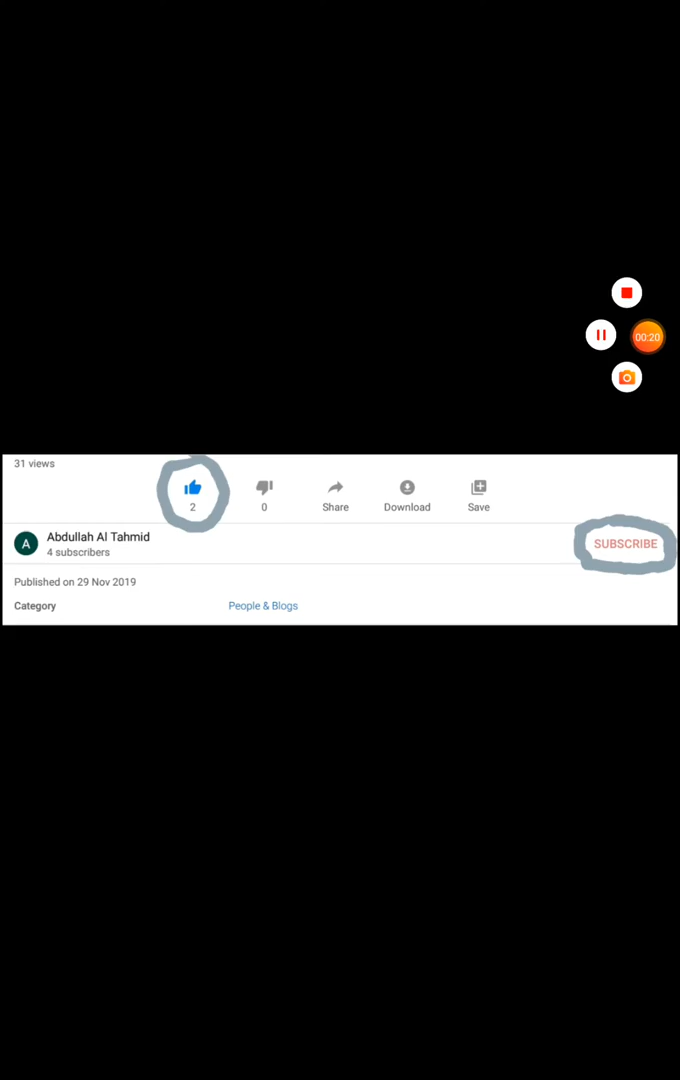 00:20
31 views
2 0 Share Download Save
A Abdullah Al Tahmid
4 subscribers
SUBSCRIBE
Published on 29 Nov 2019
Category People & Blogs